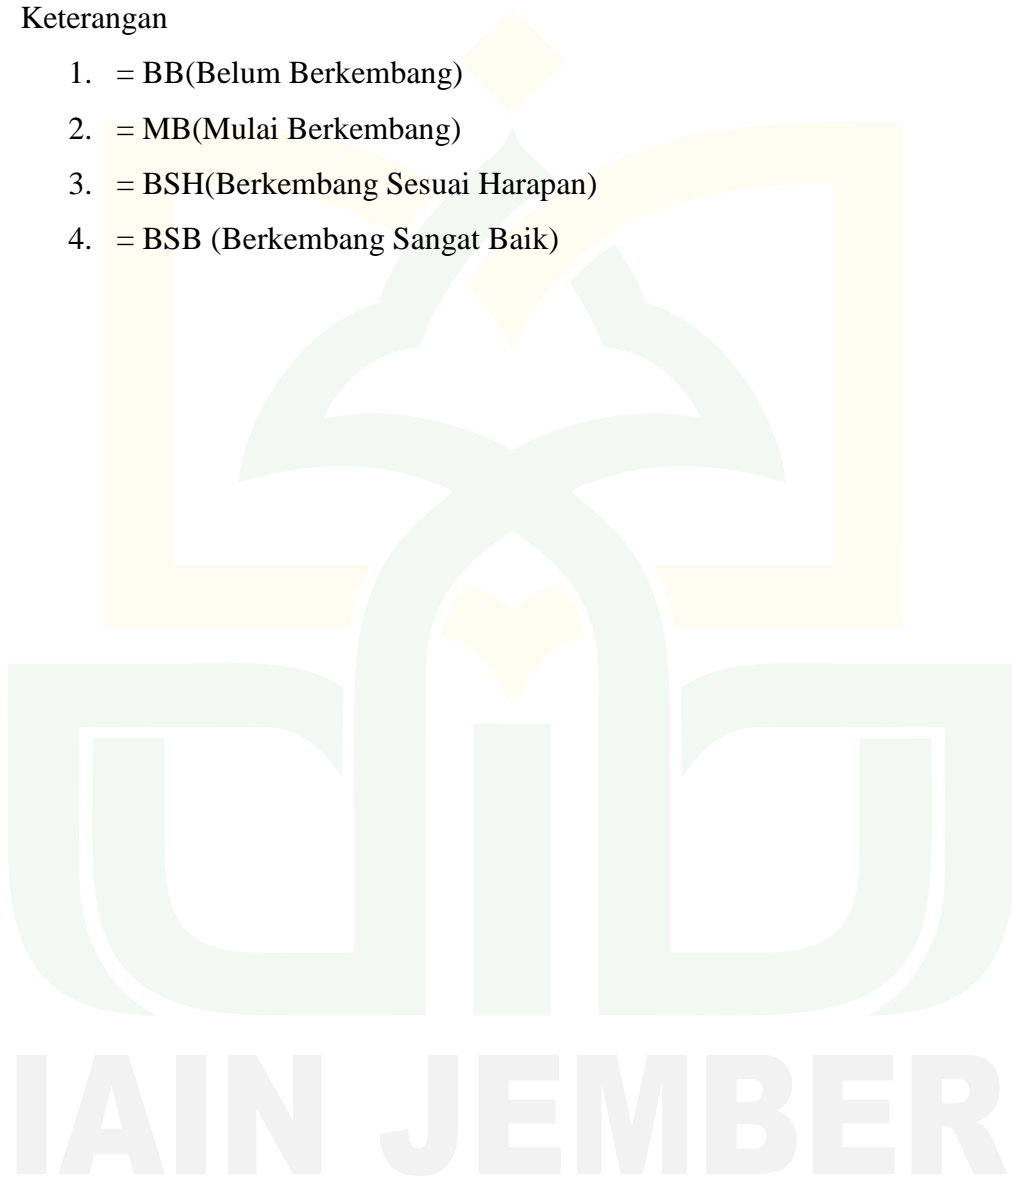 Keterangan
1. = BB(Belum Berkembang)
2. = MB(Mulai Berkembang)
3. = BSH(Berkembang Sesuai Harapan)
4. = BSB (Berkembang Sangat Baik)
IAIN JEMBER